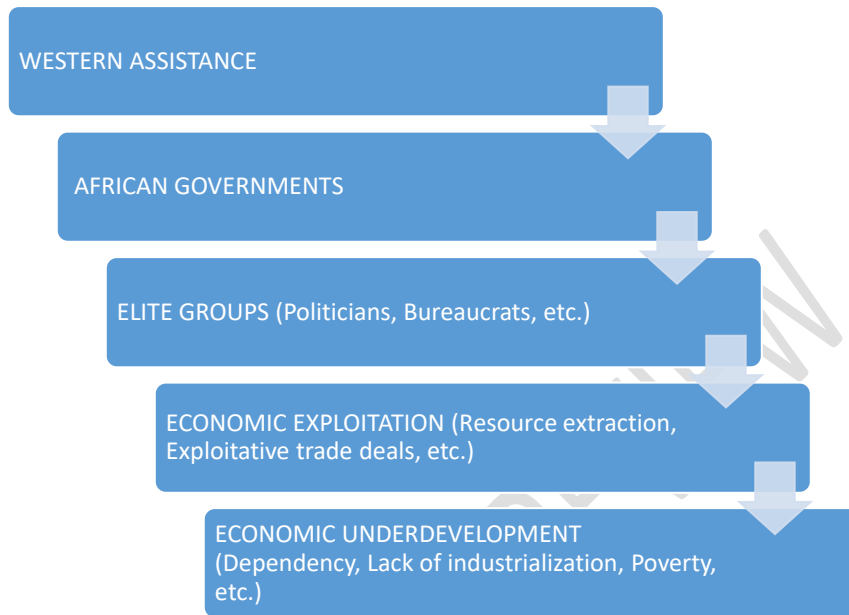 WESTERN ASSISTANCE
AFRICAN GOVERNMENTS
ELITE GROUPS (Politicians, Bureaucrats, etc.)
ECONOMIC EXPLOITATION (Resource extraction,
Exploitative trade deals, etc.)
ECONOMIC UNDERDEVELOPMENT
(Dependency, Lack of industrialization, Poverty,
etc.)